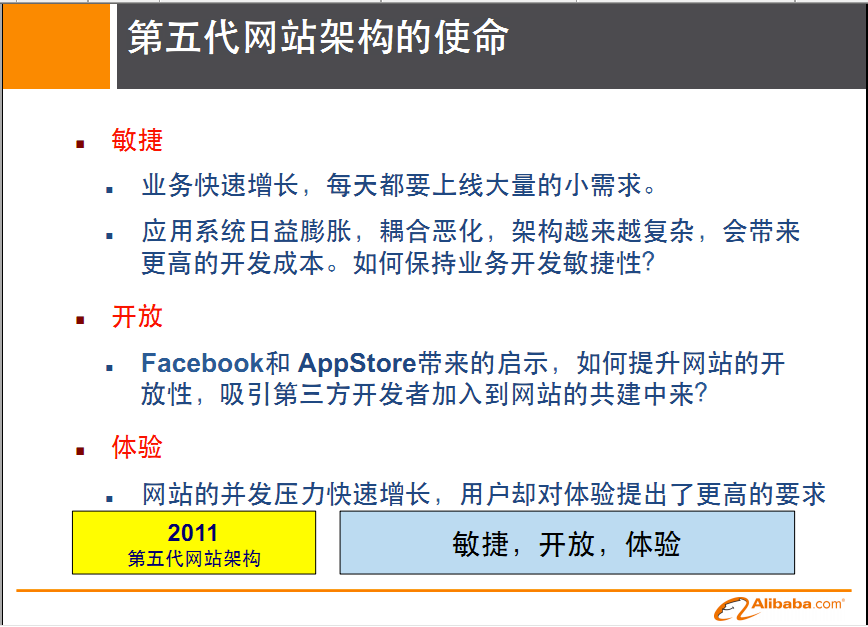 第五代网站架构的使命
敏捷
业务快速增长，每天都要上线大量的小需求。
应用系统日益膨胀，耦合恶化，架构越来越复杂，会带来
更高的开发成本。如何保持业务开发敏捷性？
开放
Facebook和 AppStore带来的启示，如何提升网站的开
放性，吸引第三方开发者加入到网站的共建中来？
体验
网站的并发压力快速增长，用户却对体验提出了更高的要求
2011
第五代网站架构
敏捷，开放，体验
Alibaba.com®